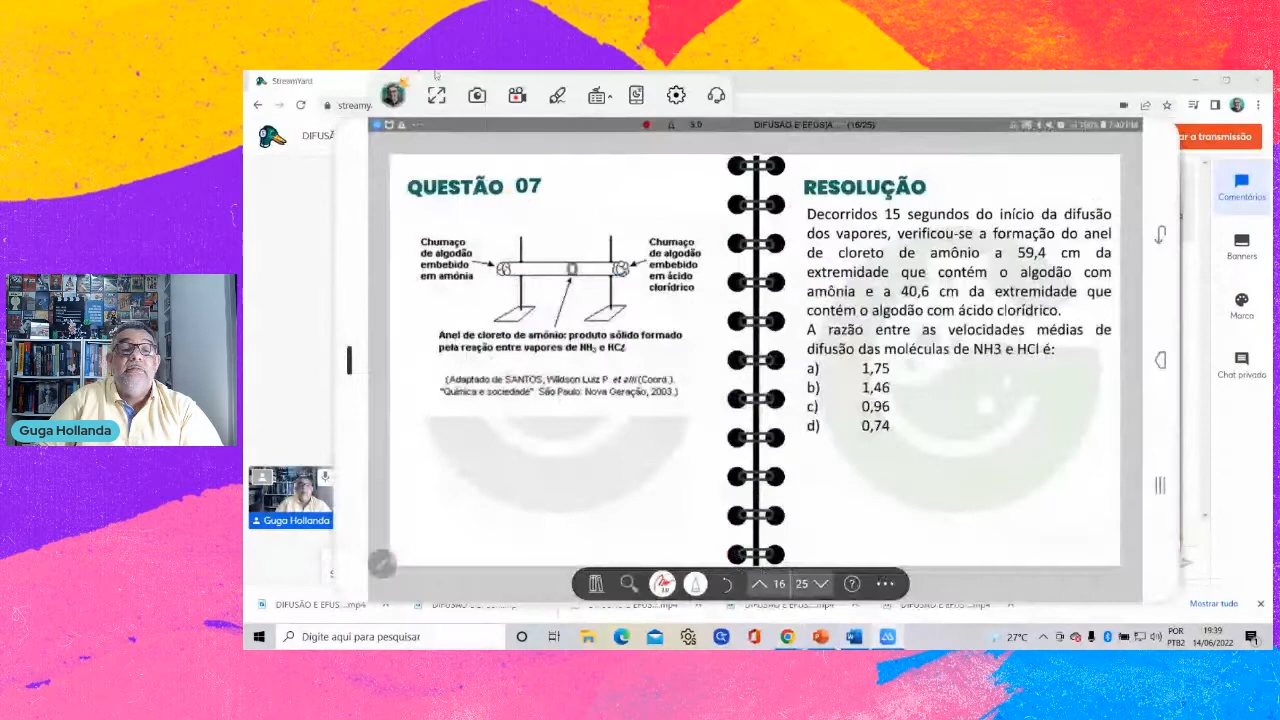 StreamYard
streamy
DIFUSÃ
ar a transmissão
3.0
DIFUSÃO E EFUS]A... (16/25)
QUESTÃO 07
Chumaço
de algodão
embebido
em amônia
Chumaço
de algodão
embebido
em ácido
clorídrico
Anel de cloreto de amônio: produto sólido formado
pela reação entre vapores de NH3 e HCℓ
(Adaptado de SANTOS, Wildson Luiz P. et alii (Coord.).
"Química e sociedade". São Paulo: Nova Geração, 2003.)
RESOLUÇÃO
Decorridos 15 segundos do início da difusão
dos vapores, verificou-se a formação do anel
de cloreto de amônio a 59,4 cm da
extremidade que contém o algodão com
amônia e a 40,6 cm da extremidade que
contém o algodão com ácido clorídrico.
A razão entre as velocidades médias de
difusão das moléculas de NH3 e HCl é:
a) 1,75
b) 1,46
c) 0,96
d) 0,74
Comentários
Banners
Marca
Chat privado
Guga Hollanda
Guga Hollanda
16 25
DIFUSÃO E EFUS....mp4
Mostrar tudo
Digite aqui para pesquisar
27°C
POR
PTB2
19:39
14/06/2022